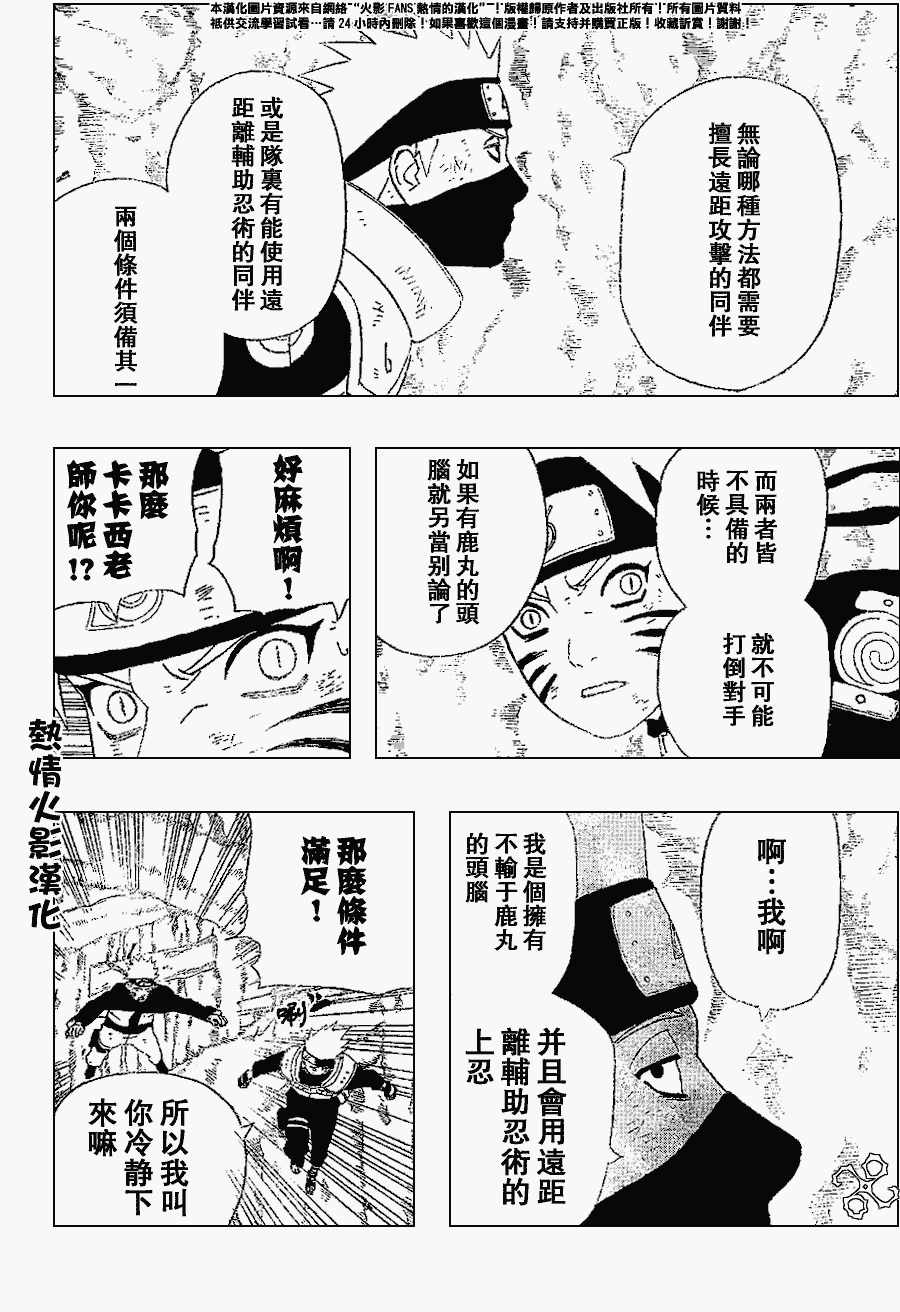 本漢化圖片資源來自網絡“火影FANS熱情的漢化”！版權歸原作者及出版社所有！所有圖片質料
衹供交流學習試看…請24小時內刪除！如果喜歡這個漫畫！請支持并購買正版！收藏訢賞！謝謝！
無論哪種方法都需要
擅長遠距攻擊的同伴
或是隊裏有能使用遠
距離輔助忍術的同伴
兩個條件須備其一
而兩者皆
不具備的
時候…
就不可能
打倒對手
如果有鹿丸的頭
腦就另當別論了
好麻煩啊！
那麼
卡卡西老
師你呢!?
啊…我啊
我是個擁有
不輸于鹿丸
的頭腦
并且會用遠距
離輔助忍術的
上忍
那麼條件
滿足！
唰
所以我叫
你冷静下
來嘛
熱情火影漢化